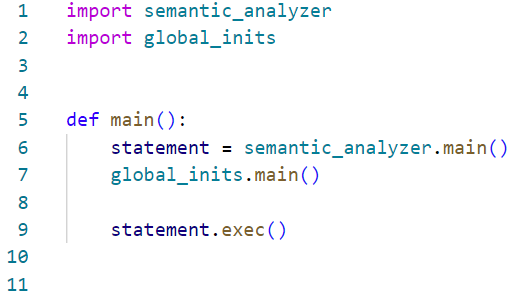 1 import semantic_analyzer
2 import global_inits
3
4
5 def main():
6     statement = semantic_analyzer.main()
7     global_inits.main()
8
9     statement.exec()
10
11